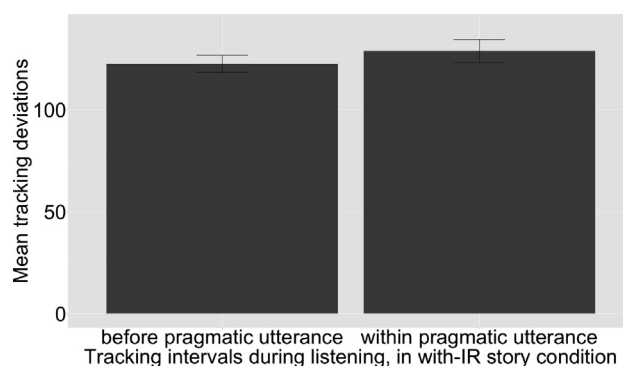 Mean tracking deviations
100
50
0
before pragmatic utterance within pragmatic utterance
Tracking intervals during listening, in with-IR story condition